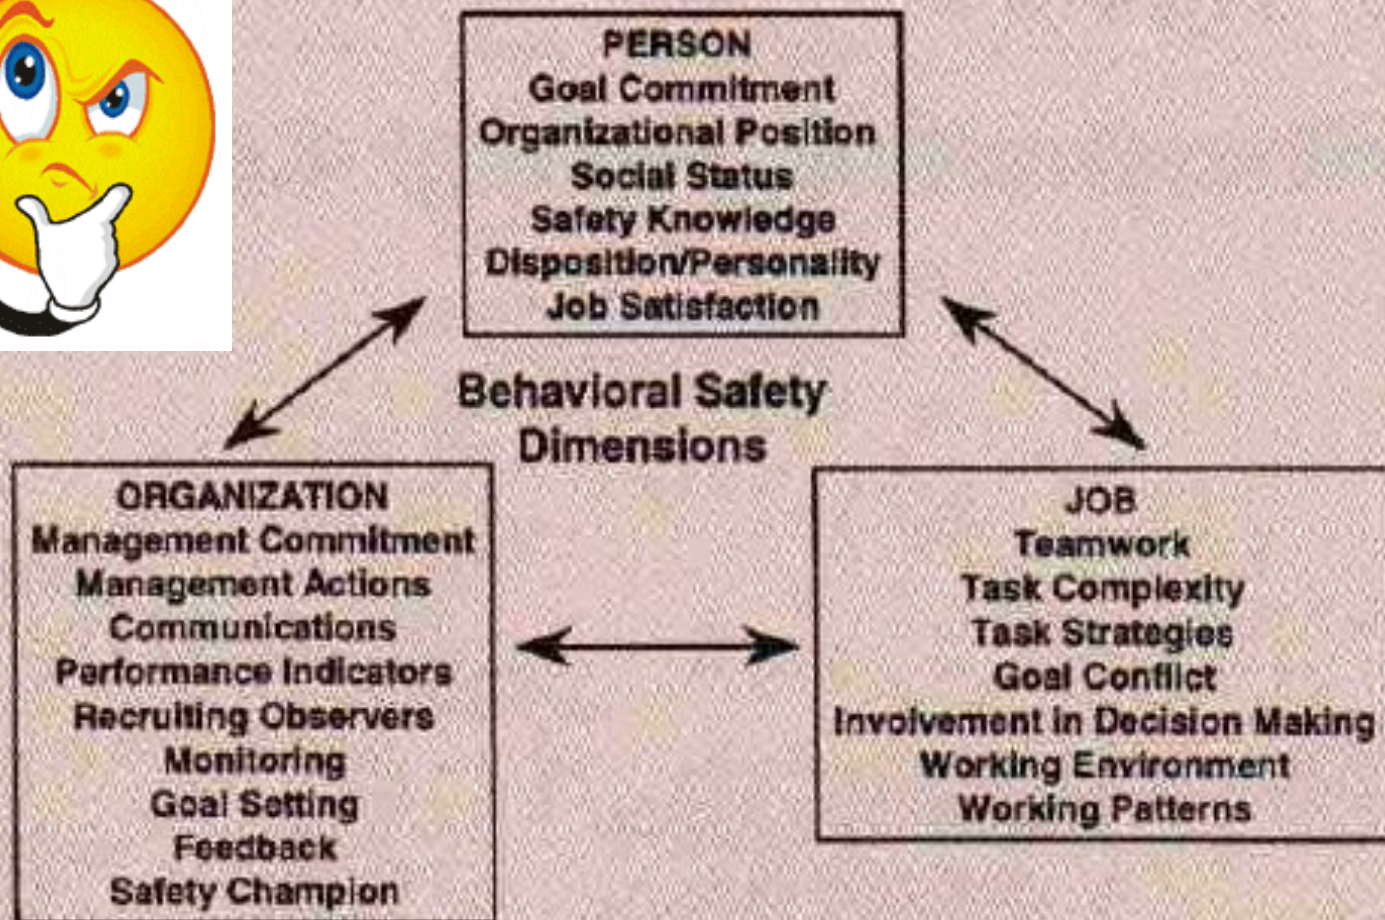 PERSON
Goal Commitment
Organizational Position
Social Status
Safety Knowledge
Disposition/Personality
Job Satisfaction
Behavioral Safety
Dimensions
ORGANIZATION
Management Commitment
Management Actions
Communications
Performance Indicators
Recruiting Observers
Monitoring
Goal Setting
Feedback
Safety Champion
JOB
Teamwork
Task Complexity
Task Strategies
Goal Conflict
Involvement in Decision Making
Working Environment
Working Patterns